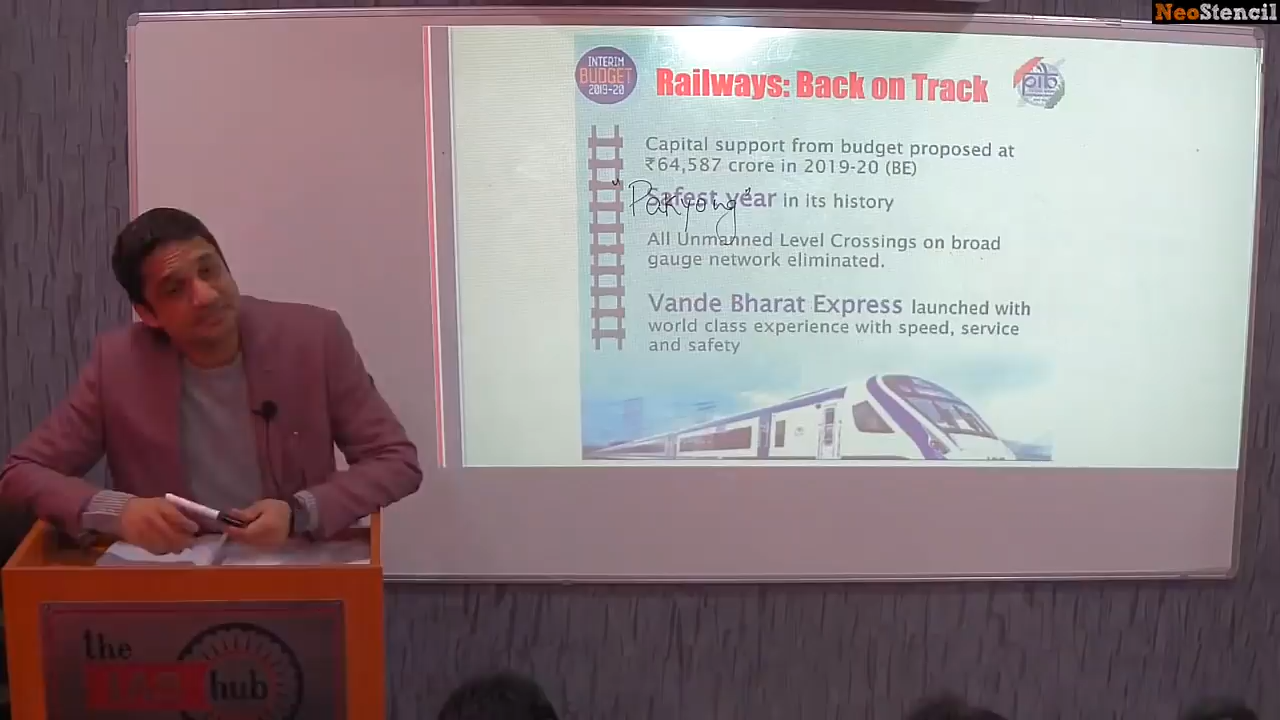 NeoStencil
INTERIM
BUDGET
2019-20
Railways: Back on Track
pib
Capital support from budget proposed at
₹64,587 crore in 2019-20 (BE)
Safest year in its history
"Pakyong"
All Unmanned Level Crossings on broad
gauge network eliminated.
Vande Bharat Express launched with
world class experience with speed, service
and safety
the
IAS hub